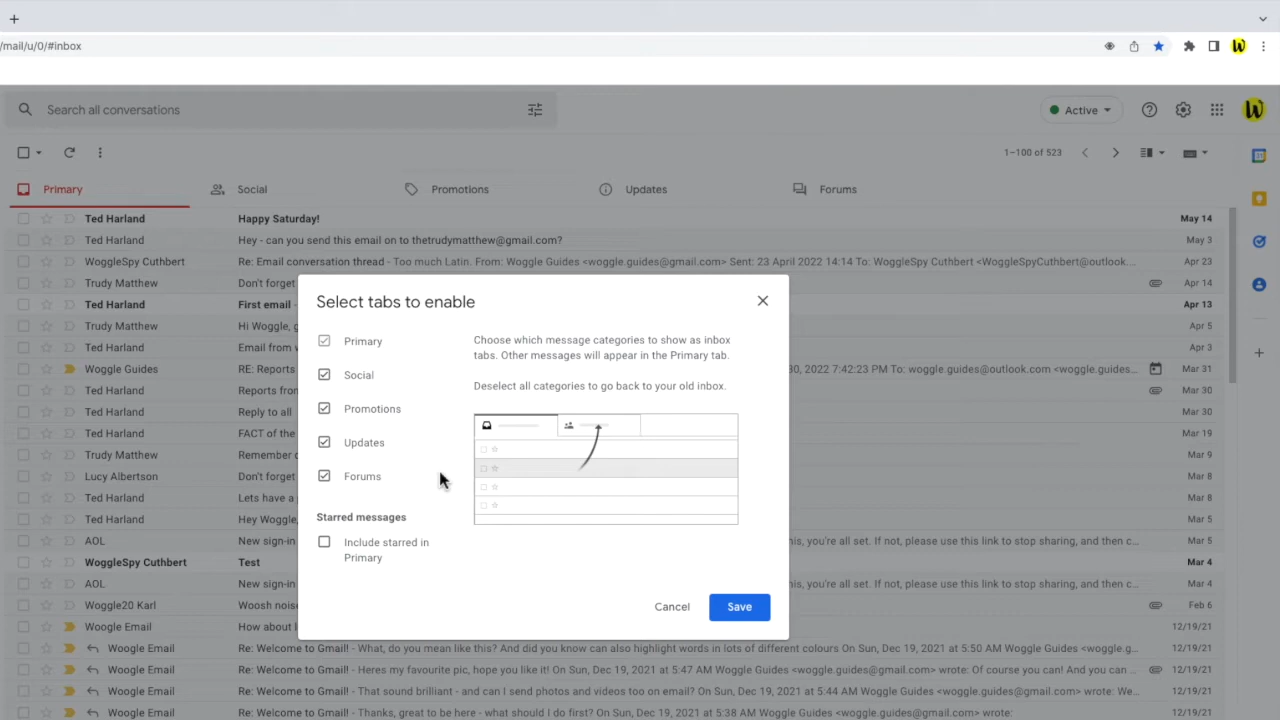 /mail/u/0/#inbox
Search all conversations
Active
1–100 of 523
Primary Social Promotions Updates Forums
Ted Harland Happy Saturday! May 14
Ted Harland Hey - can you send this email on to thetrudymatthew@gmail.com? May 3
WoggleSpy Cuthbert Re: Email conversation thread - Too much Latin. From: Woggle Guides <woggle.guides@gmail.com> Sent: 23 April 2022 14:14 To: WoggleSpy Cuthbert <WoggleSpyCuthbert@outlook... Apr 23
Trudy Matthew Don't forget Apr 14
Ted Harland First email - Apr 13
Trudy Matthew Hi Woggle, Apr 5
Ted Harland Email from Apr 3
Woggle Guides RE: Reports 30, 2022 7:42:23 PM To: woggle.guides@outlook.com <woggle.guides... Mar 31
Ted Harland Reports from Mar 30
Ted Harland Reply to all Mar 30
Ted Harland FACT of the Mar 19
Trudy Matthew Remember Mar 9
Lucy Albertson Don't forget Mar 8
Ted Harland Lets have a Mar 8
Ted Harland Hey Woggle, Mar 5
AOL New sign-in this, you're all set. If not, please use this link to stop sharing, and then c... Mar 5
WoggleSpy Cuthbert Test Mar 4
AOL New sign-in this, you're all set. If not, please use this link to stop sharing, and then c... Mar 4
Woggle20 Karl Woosh Feb 6
Woogle Email How about 12/19/21
Woogle Email Re: Welcome to Gmail! - What, do you mean like this? And did you know can also highlight words in lots of different colours On Sun, Dec 19, 2021 at 5:50 AM Woggle Guides <woggle.g... 12/19/21
Woogle Email Re: Welcome to Gmail! - Heres my favourite pic, hope you like it! On Sun, Dec 19, 2021 at 5:47 AM Woggle Guides <woggle.guides@gmail.com> wrote: Of course you can! And you can ... 12/19/21
Woogle Email Re: Welcome to Gmail! - That sound brilliant - and can I send photos and videos too on email? On Sun, Dec 19, 2021 at 5:44 AM Woggle Guides <woggle.guides@gmail.com> wrote: We... 12/19/21
Woogle Email Re: Welcome to Gmail! - Thanks, great to be here - what should I do first? On Sun, Dec 19, 2021 at 5:38 AM Woggle Guides <woggle.guides@gmail.com> wrote: 12/19/21
Select tabs to enable
Primary
Social
Promotions
Updates
Forums
Starred messages
Include starred in
Primary
Choose which message categories to show as inbox
tabs. Other messages will appear in the Primary tab.
Deselect all categories to go back to your old inbox.
Cancel Save